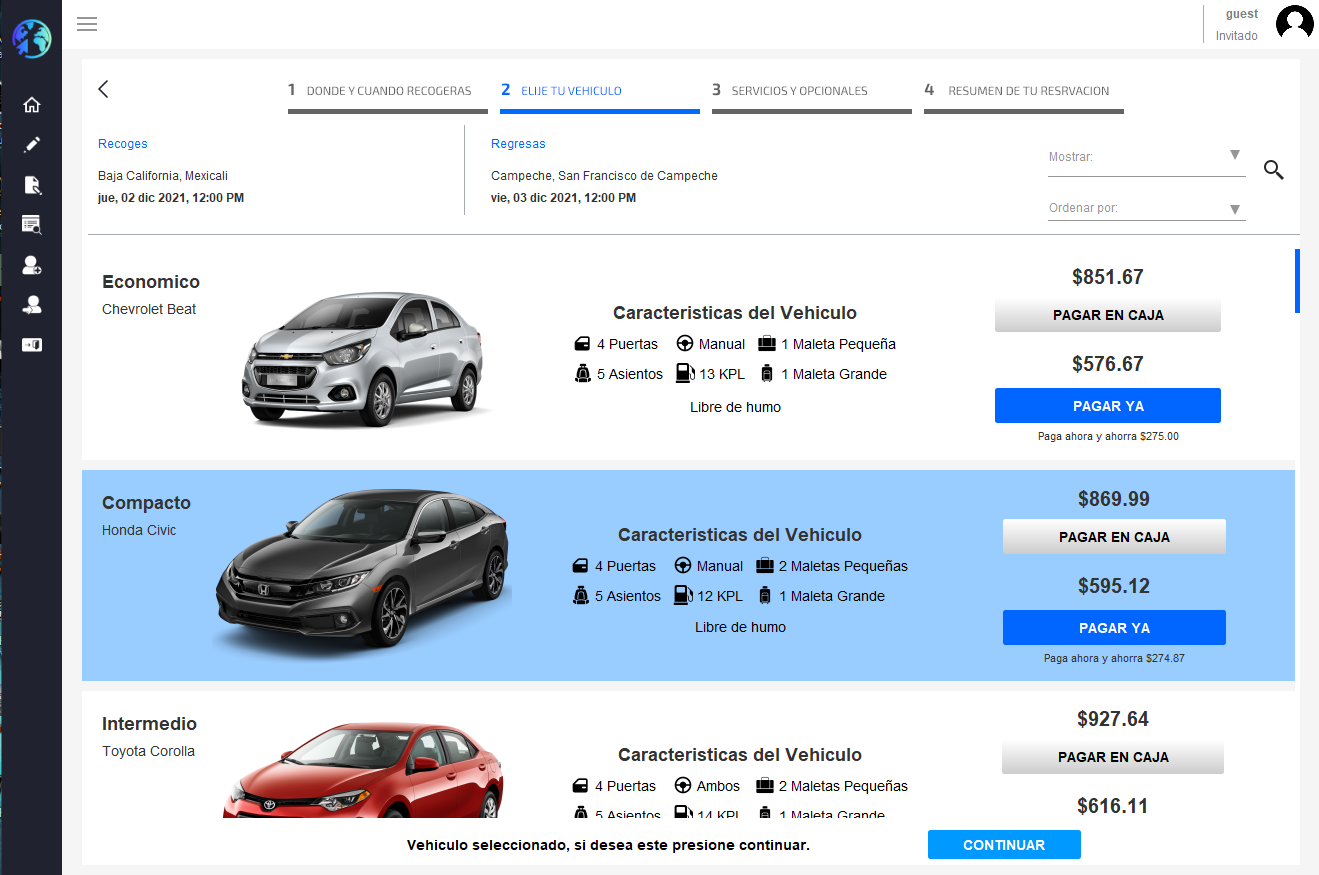 guest
Invitado
1 DONDE Y CUANDO RECOGERAS
2 ELIJE TU VEHICULO
3 SERVICIOS Y OPCIONALES
4 RESUMEN DE TU RESRVACION
Recoges
Baja California, Mexicali
jue, 02 dic 2021, 12:00 PM
Regresas
Campeche, San Francisco de Campeche
vie, 03 dic 2021, 12:00 PM
Mostrar:
Ordenar por:
Economico
Chevrolet Beat
Caracteristicas del Vehiculo
4 Puertas Manual 1 Maleta Pequeña
5 Asientos 13 KPL 1 Maleta Grande
Libre de humo
$851.67
PAGAR EN CAJA
$576.67
PAGAR YA
Paga ahora y ahorra $275.00
Compacto
Honda Civic
Caracteristicas del Vehiculo
4 Puertas Manual 2 Maletas Pequeñas
5 Asientos 12 KPL 1 Maleta Grande
Libre de humo
$869.99
PAGAR EN CAJA
$595.12
PAGAR YA
Paga ahora y ahorra $274.87
Intermedio
Toyota Corolla
Caracteristicas del Vehiculo
4 Puertas Ambos 2 Maletas Pequeñas
5 Asientos 14 KPL 1 Maleta Grande
$927.64
PAGAR EN CAJA
$616.11
Vehiculo seleccionado, si desea este presione continuar.
CONTINUAR